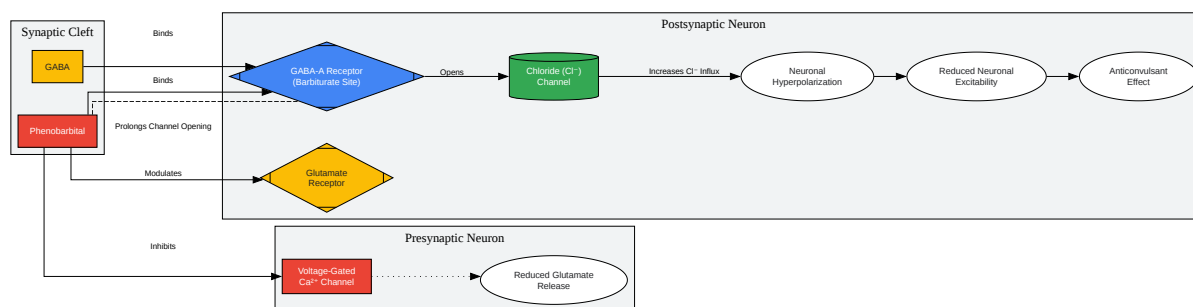 Synaptic Cleft
GABA
Phenobarbital
Binds
Binds
Prolongs Channel Opening
Modulates
Inhibits
Postsynaptic Neuron
GABA-A Receptor
(Barbiturate Site)
Opens
Chloride (Cl⁻)
Channel
Increases Cl⁻ Influx
Neuronal
Hyperpolarization
Reduced Neuronal
Excitability
Anticonvulsant
Effect
Glutamate
Receptor
Presynaptic Neuron
Voltage-Gated
Ca²⁺ Channel
Reduced Glutamate
Release